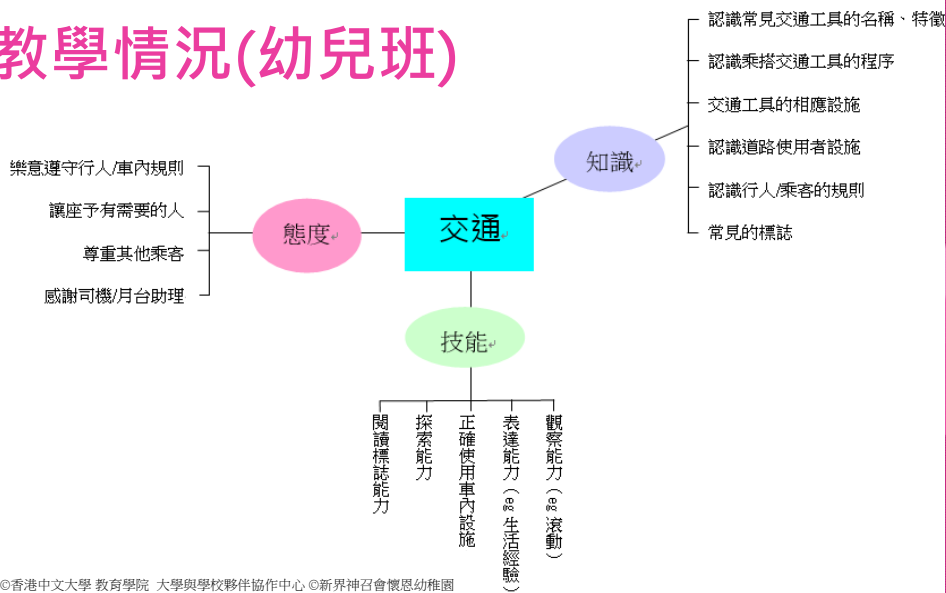 教學情況(幼兒班)
認識常見交通工具的名稱、特徵
認識乘搭交通工具的程序
交通工具的相應設施
認識道路使用者設施
認識行人/乘客的規則
常見的標誌
知識
交通
態度
樂意遵守行人/車內規則
讓座予有需要的人
尊重其他乘客
感謝司機/月台助理
技能
閱讀標誌能力
探索能力
正確使用車內設施
表達能力（eg 生活經驗）
觀察能力（eg 滾動）
©香港中文大學 教育學院 大學與學校夥伴協作中心 ©新界神召會懷恩幼稚園